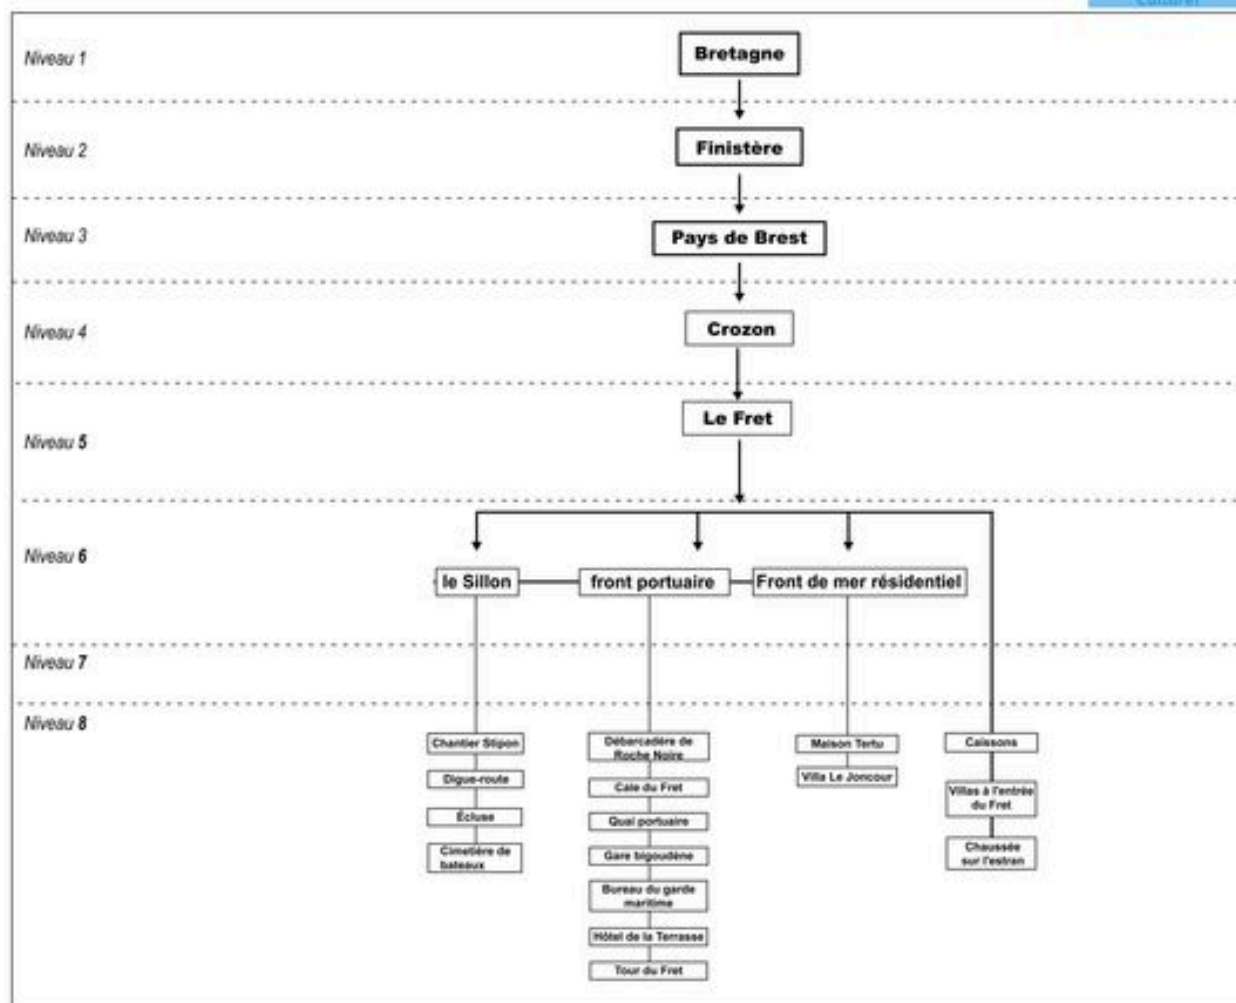 Culturel
Niveau 1
Bretagne
Niveau 2
Finistère
Niveau 3
Pays de Brest
Niveau 4
Crozon
Le Fret
Niveau 5
Niveau 6
le Sillon
front portuaire
Front de mer résidentiel
Niveau 7
Niveau 8
Chantier Stipon
Digue-route
Écluse
Cimetière de
bateaux
Débarcadère de
Roche Noire
Cale du Fret
Quai portuaire
Gare bigoudène
Bureau du garde
maritime
Hôtel de la Terrasse
Tour du Fret
Maison Tertu
Villa Le Joncour
Caissons
Villas à l'entrée
du Fret
Chaussée
sur l'estran